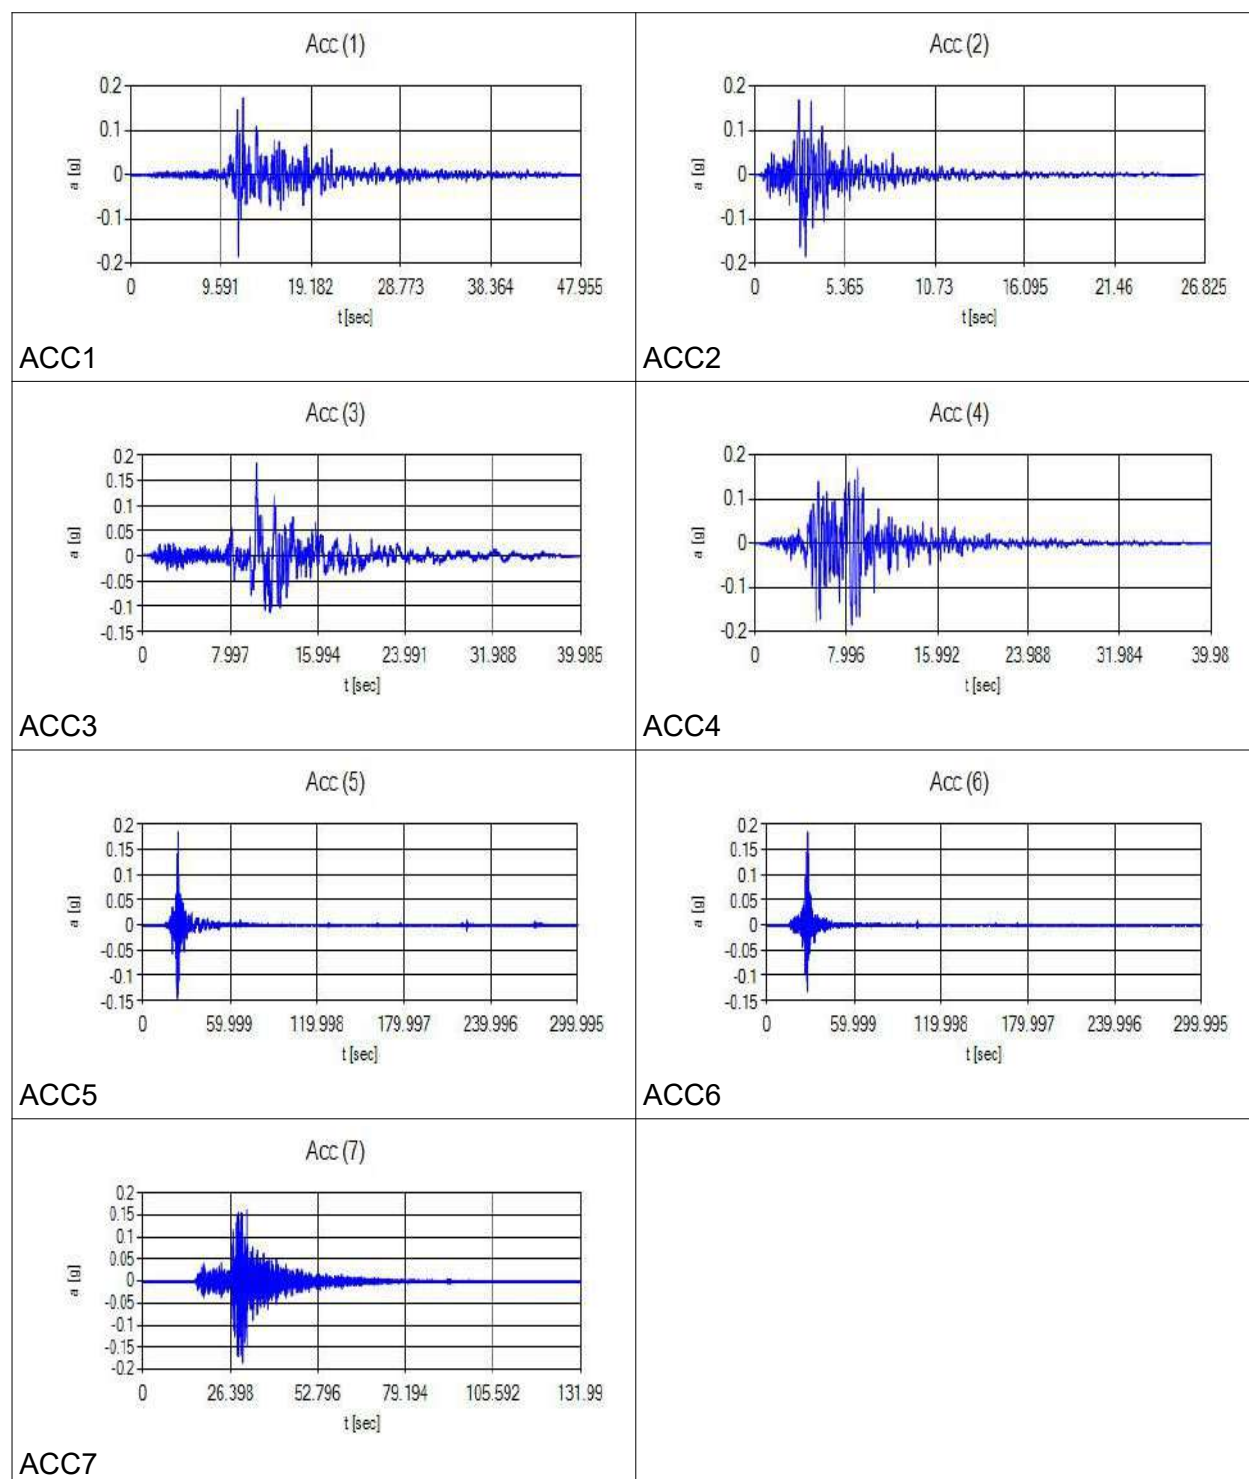 Acc (1)
0.2
0.1
0
-0.1
-0.2
a [g]
0 9.591 19.182 28.773 38.364 47.955
t [sec]
ACC1
Acc (2)
0.2
0.1
0
-0.1
-0.2
a [g]
0 5.365 10.73 16.095 21.46 26.825
t [sec]
ACC2
Acc (3)
0.2
0.15
0.1
0.05
0
-0.05
-0.1
-0.15
a [g]
0 7.997 15.994 23.991 31.988 39.985
t [sec]
ACC3
Acc (4)
0.2
0.1
0
-0.1
-0.2
a [g]
0 7.996 15.992 23.988 31.984 39.98
t [sec]
ACC4
Acc (5)
0.2
0.15
0.1
0.05
0
-0.05
-0.1
-0.15
a [g]
0 59.999 119.998 179.997 239.996 299.995
t [sec]
ACC5
Acc (6)
0.2
0.15
0.1
0.05
0
-0.05
-0.1
-0.15
a [g]
0 59.999 119.998 179.997 239.996 299.995
t [sec]
ACC6
Acc (7)
0.2
0.15
0.1
0.05
0
-0.05
-0.1
-0.15
-0.2
a [g]
0 26.398 52.796 79.194 105.592 131.99
t [sec]
ACC7